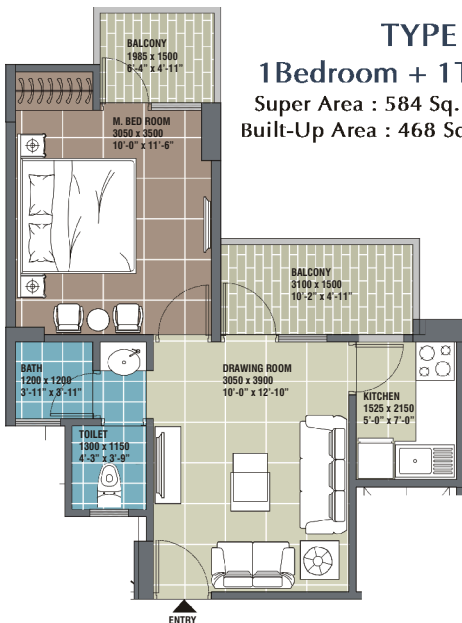 TYPE
1Bedroom + 1T
Super Area : 584 Sq.
Built-Up Area : 468 Sq
BALCONY
1985 x 1500
6'-4" x 4'-11"
M. BED ROOM
3050 x 3500
10'-0" x 11'-6"
BALCONY
3100 x 1500
10'-2" x 4'-11"
BATH
1200 x 1200
3'-11" x 3'-11"
DRAWING ROOM
3050 x 3900
10'-0" x 12'-10"
KITCHEN
1525 x 2150
5'-0" x 7'-0"
TOILET
1300 x 1150
4'-3" x 3'-9"
ENTRY